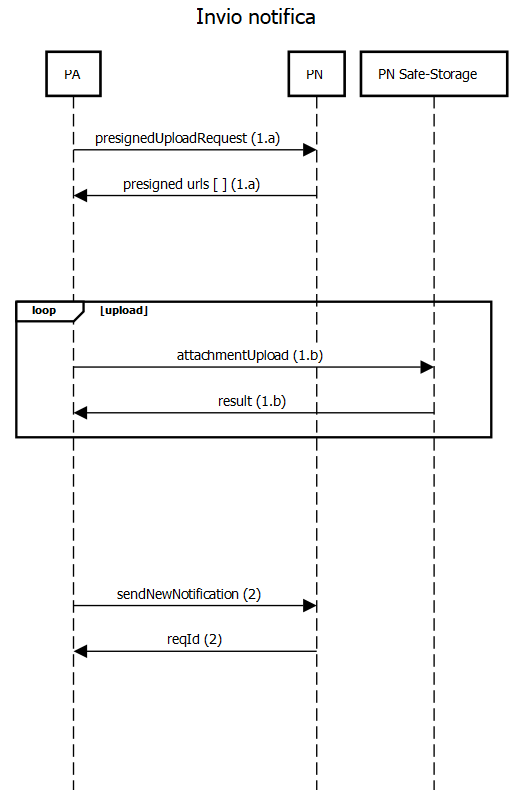 Invio notifica
PA
PN
PN Safe-Storage
presignedUploadRequest (1.a)
presigned urls [ ] (1.a)
loop
[upload]
attachmentUpload (1.b)
result (1.b)
sendNewNotification (2)
reqId (2)